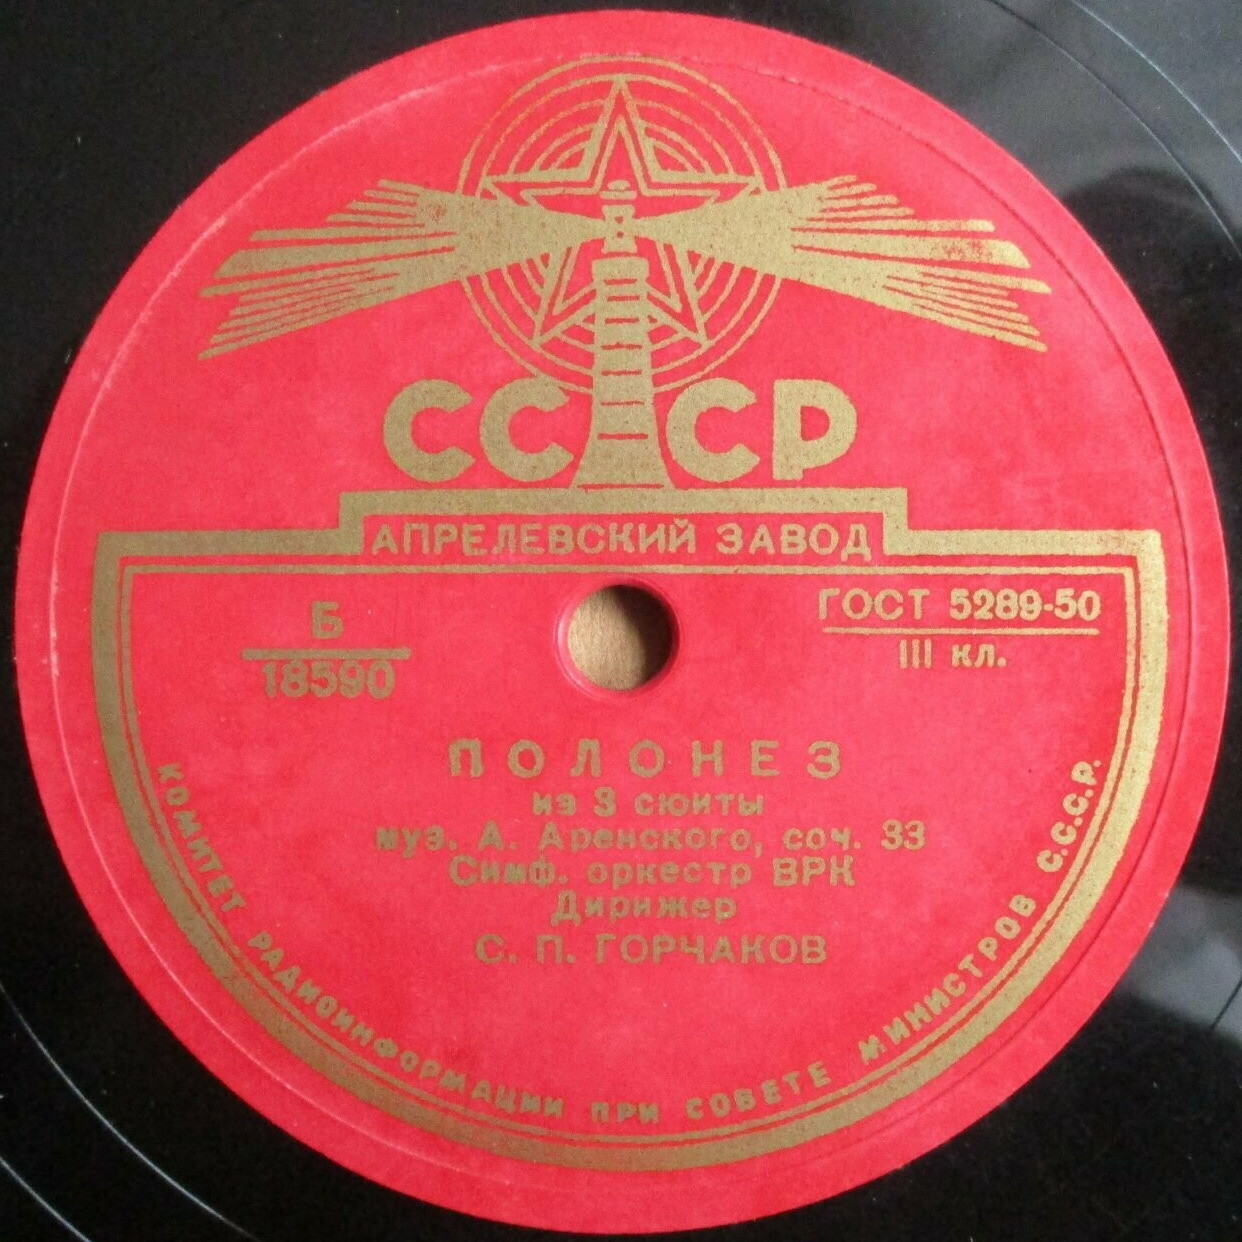 СССР
АПРЕЛЕВСКИЙ ЗАВОД
Б
18590
ГОСТ 5289-50
III кл.
ПОЛОНЕЗ
из 3 сюиты
муз. А. Аренского, соч. 33
Симф. оркестр ВРК
Дирижер
С. П. ГОРЧАКОВ
КОМИТЕТ РАДИОИНФОРМАЦИИ ПРИ СОВЕТЕ МИНИСТРОВ С.С.С.Р.